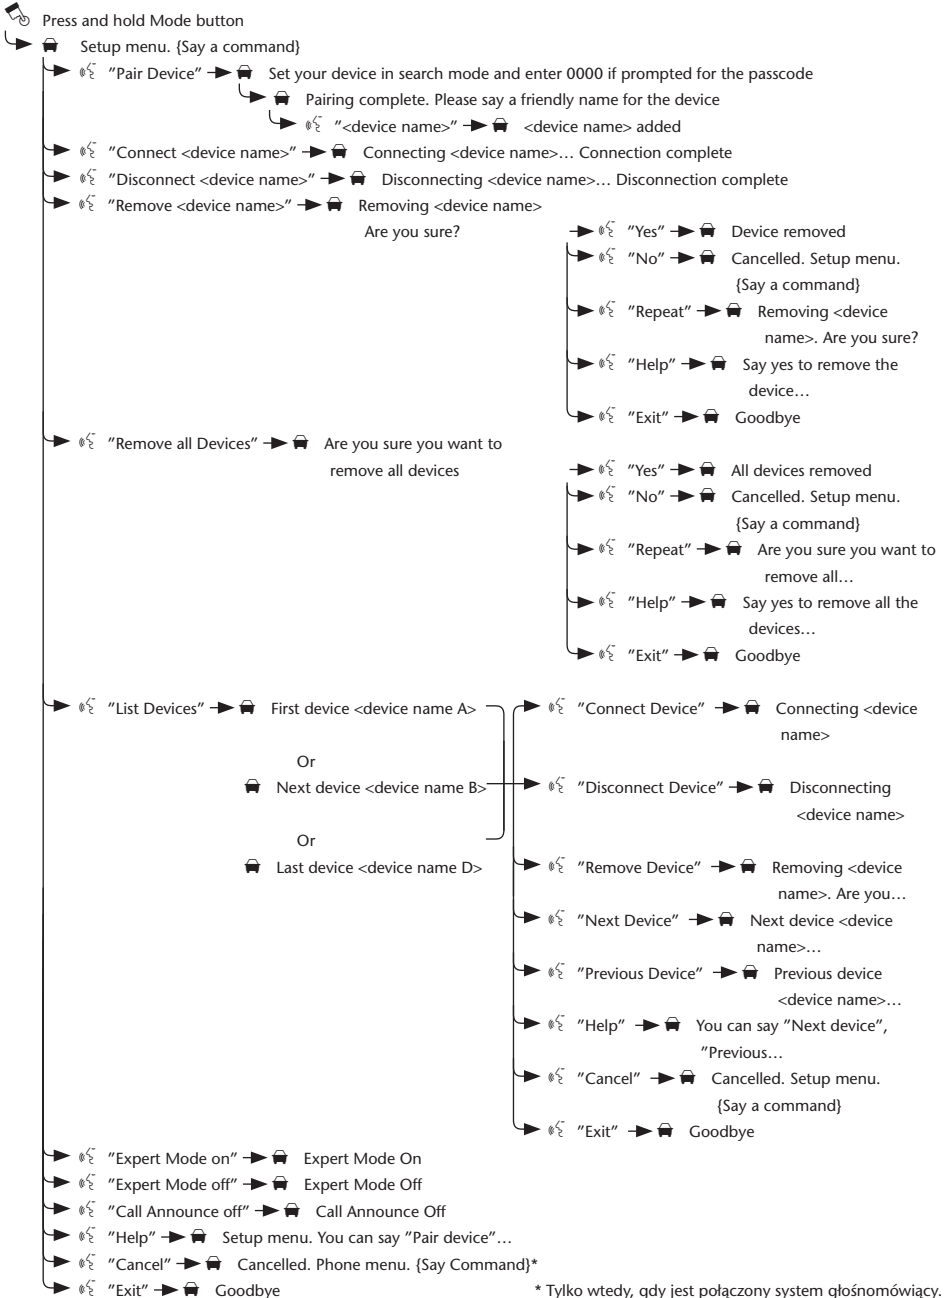 Press and hold Mode button
Setup menu. {Say a command}
"Pair Device" Set your device in search mode and enter 0000 if prompted for the passcode
Pairing complete. Please say a friendly name for the device
"<device name>" <device name> added
"Connect <device name>" Connecting <device name>… Connection complete
"Disconnect <device name>" Disconnecting <device name>… Disconnection complete
"Remove <device name>" Removing <device name>
Are you sure?
"Yes" Device removed
"No" Cancelled. Setup menu.
{Say a command}
"Repeat" Removing <device
name>. Are you sure?
"Help" Say yes to remove the
device…
"Exit" Goodbye
"Remove all Devices" Are you sure you want to
remove all devices
"Yes" All devices removed
"No" Cancelled. Setup menu.
{Say a command}
"Repeat" Are you sure you want to
remove all…
"Help" Say yes to remove all the
devices…
"Exit" Goodbye
"List Devices" First device <device name A>
Or
Next device <device name B>
Or
Last device <device name D>
"Connect Device" Connecting <device
name>
"Disconnect Device" Disconnecting
<device name>
"Remove Device" Removing <device
name>. Are you…
"Next Device" Next device <device
name>…
"Previous Device" Previous device
<device name>…
"Help" You can say "Next device",
"Previous…
"Cancel" Cancelled. Setup menu.
{Say a command}
"Exit" Goodbye
"Expert Mode on" Expert Mode On
"Expert Mode off" Expert Mode Off
"Call Announce off" Call Announce Off
"Help" Setup menu. You can say "Pair device"…
"Cancel" Cancelled. Phone menu. {Say Command}*
"Exit" Goodbye
* Tylko wtedy, gdy jest połączony system głośnomówiący.